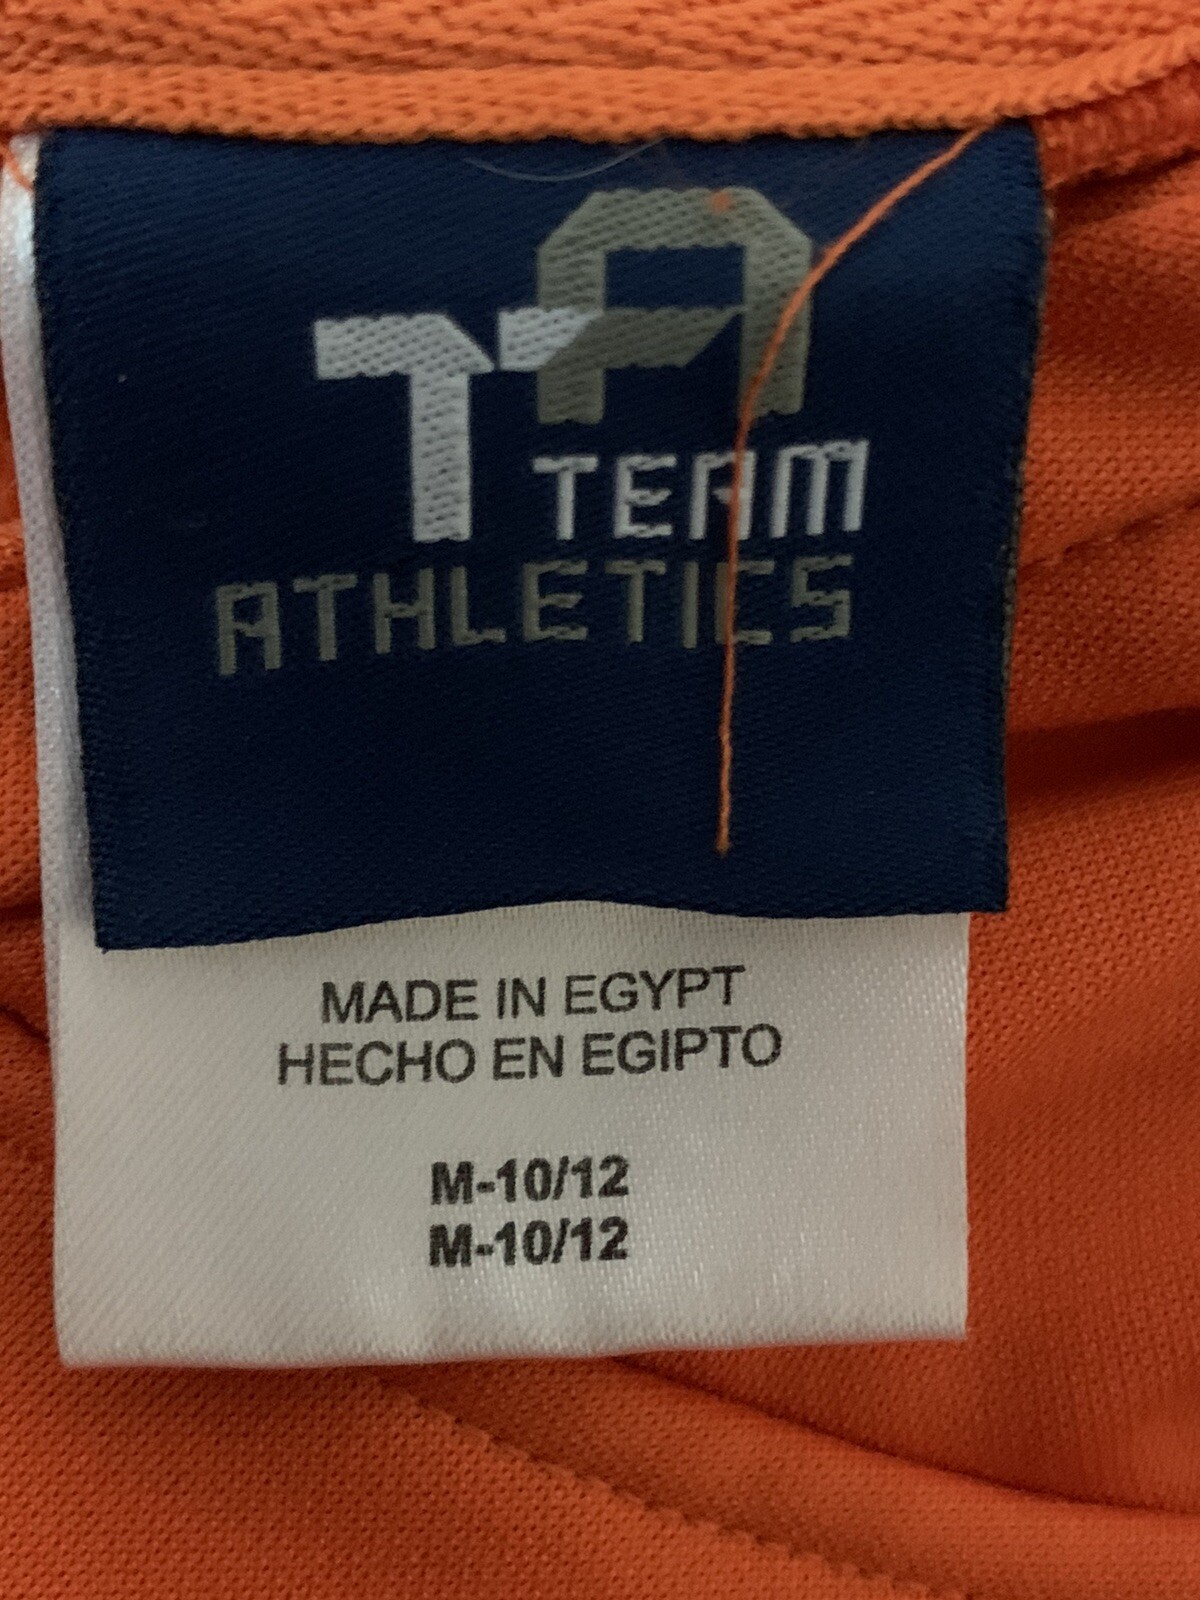 TA
TEAM
ATHLETICS
MADE IN EGYPT
HECHO EN EGIPTO
M-10/12
M-10/12